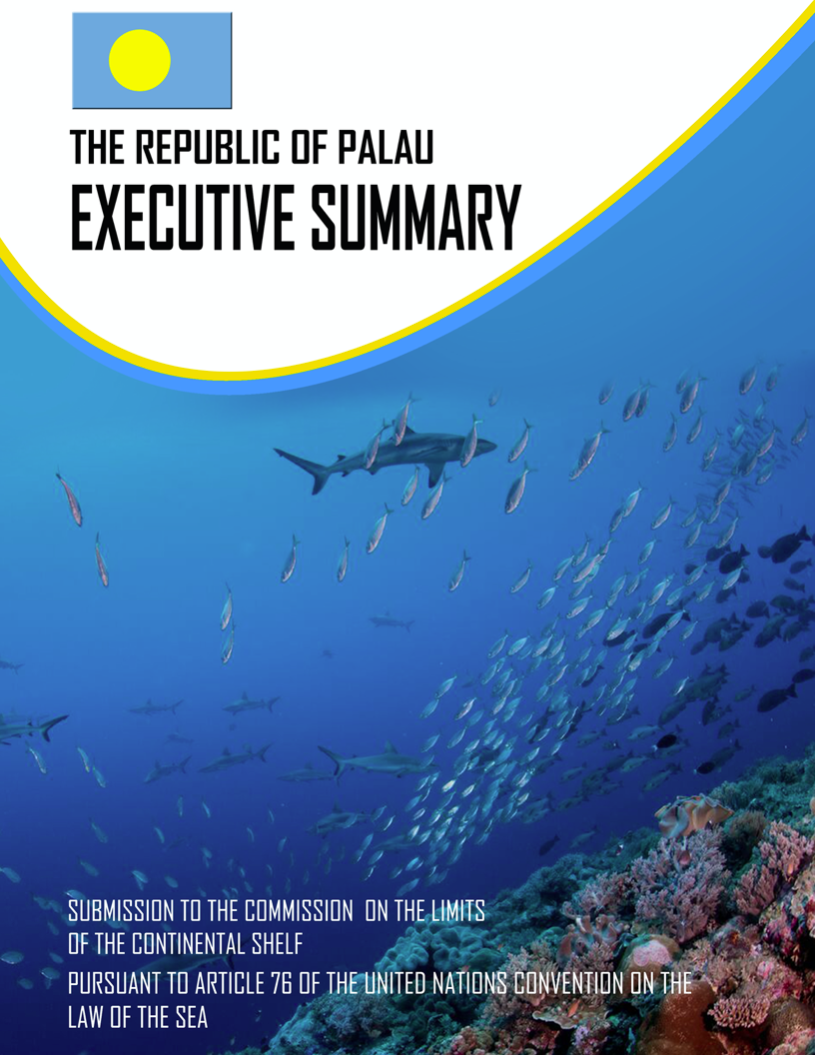 THE REPUBLIC OF PALAU
EXECUTIVE SUMMARY
SUBMISSION TO THE COMMISSION ON THE LIMITS
OF THE CONTINENTAL SHELF
PURSUANT TO ARTICLE 76 OF THE UNITED NATIONS CONVENTION ON THE
LAW OF THE SEA